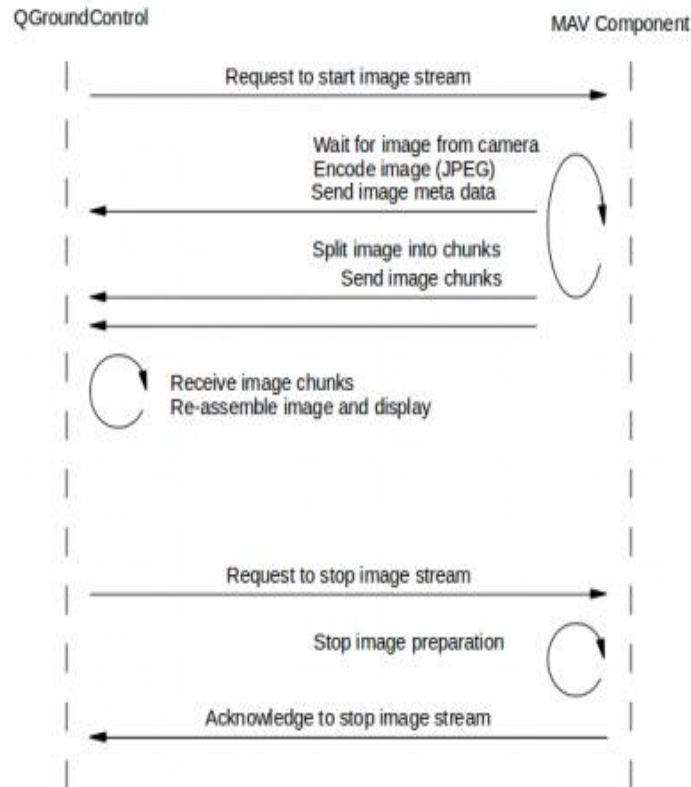 QGroundControl
MAV Component
Request to start image stream
Wait for image from camera
Encode image (JPEG)
Send image meta data
Split image into chunks
Send image chunks
Receive image chunks
Re-assemble image and display
Request to stop image stream
Stop image preparation
Acknowledge to stop image stream